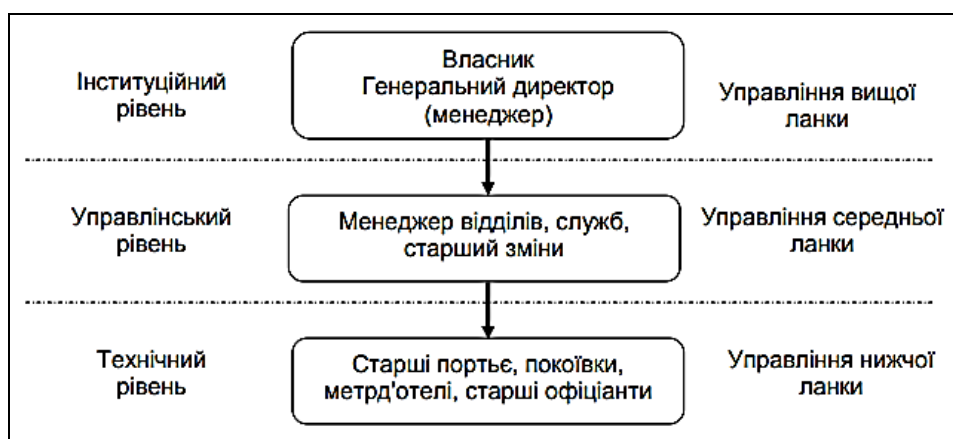 Інституційний
рівень
Власник
Генеральний директор
(менеджер)
Управління вищої
ланки
Управлінський
рівень
Менеджер відділів, служб,
старший зміни
Управління середньої
ланки
Технічний
рівень
Старші портьє, покоївки,
метрд'отелі, старші офіціанти
Управління нижчої
ланки